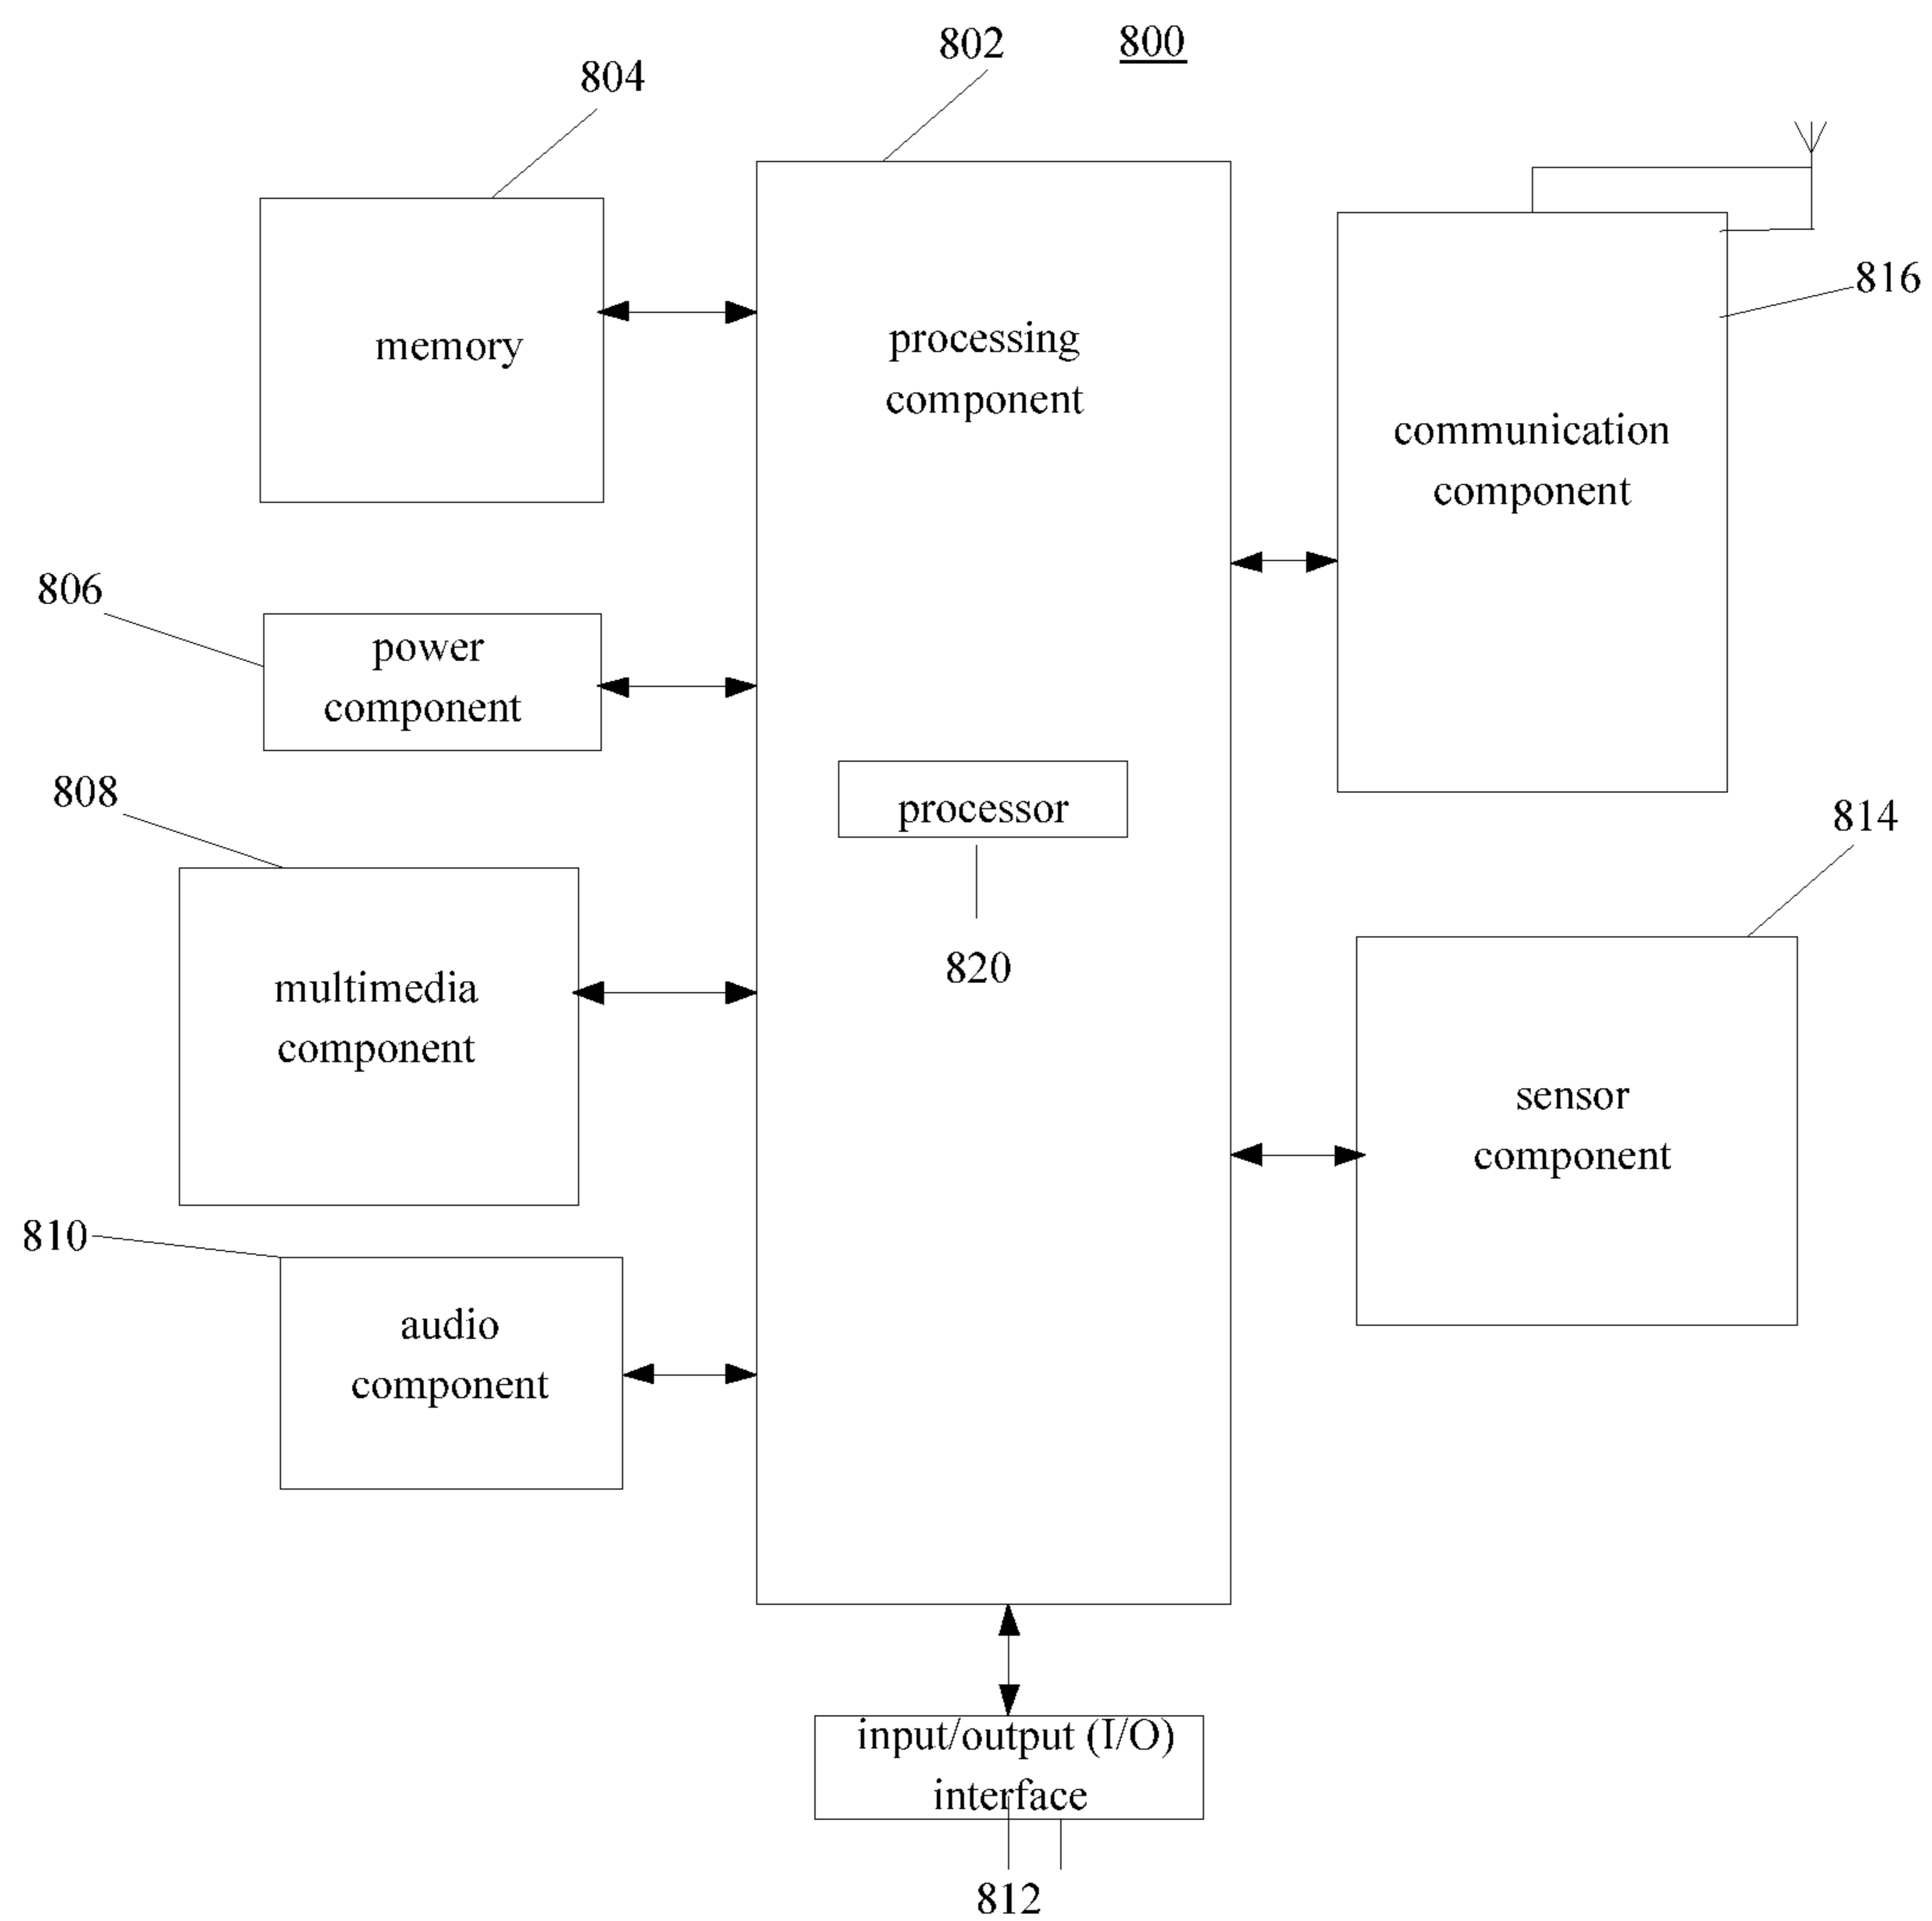 802
800
804
816
memory
processing
component
communication
component
806
power
component
808
processor
814
820
multimedia
component
sensor
component
810
audio
component
input/output (I/O)
interface
812